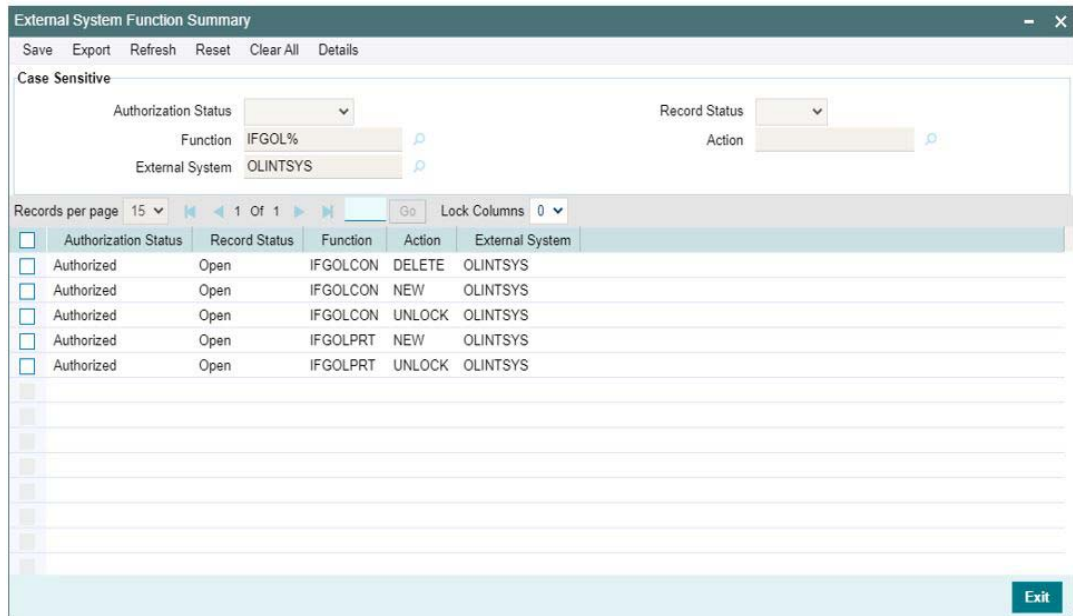 External System Function Summary
Save Export Refresh Reset Clear All Details
Case Sensitive
Authorization Status Record Status
Function IFGOL% Action
External System OLINTSYS
Records per page 15 1 Of 1 Go Lock Columns 0
Authorization Status Record Status Function Action External System
Authorized Open IFGOLCON DELETE OLINTSYS
Authorized Open IFGOLCON NEW OLINTSYS
Authorized Open IFGOLCON UNLOCK OLINTSYS
Authorized Open IFGOLPRT NEW OLINTSYS
Authorized Open IFGOLPRT UNLOCK OLINTSYS
Exit